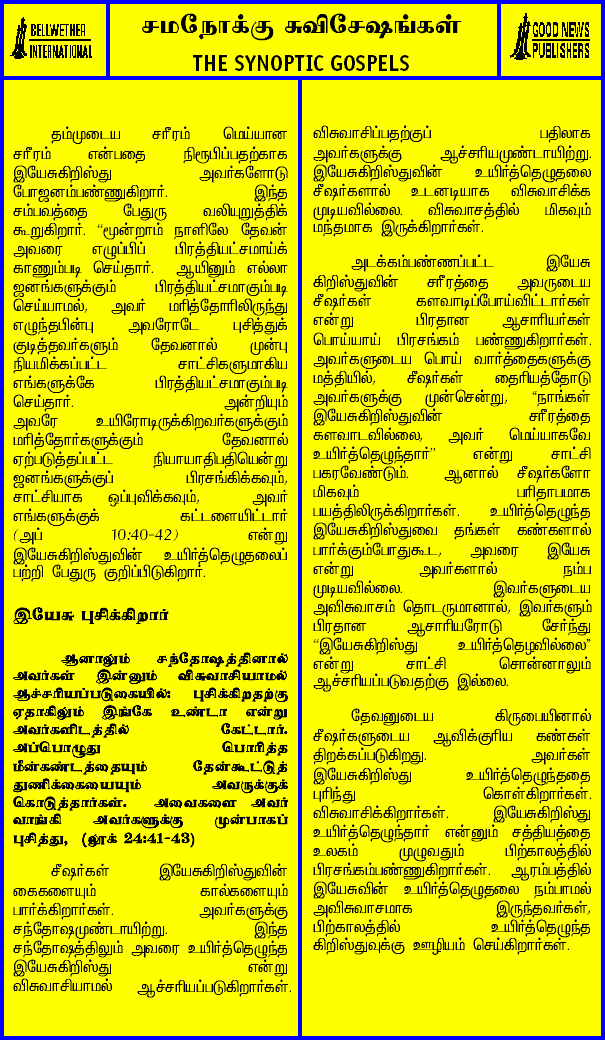 BELLWETHER
INTERNATIONAL
சமநோக்கு சுவிசேஷங்கள்
THE SYNOPTIC GOSPELS
GOOD NEWS
PUBLISHERS
தம்முடைய சரீரம் மெய்யான
சரீரம் என்பதை நிரூபிப்பதற்காக
இயேசுகிறிஸ்து அவர்களோடு
போஜனம்பண்ணுகிறார். இந்த
சம்பவத்தை பேதுரு வலியுறுத்திக்
கூறுகிறார். “மூன்றாம் நாளிலே தேவன்
அவரை எழுப்பிப் பிரத்தியட்சமாய்க்
காணும்படி செய்தார். ஆயினும் எல்லா
ஜனங்களுக்கும் பிரத்தியட்சமாகும்படி
செய்யாமல், அவர் மரித்தோரிலிருந்து
எழுந்தபின்பு அவரோடே புசித்துக்
குடித்தவர்களும் தேவனால் முன்பு
நியமிக்கப்பட்ட சாட்சிகளுமாகிய
எங்களுக்கே பிரத்தியட்சமாகும்படி
செய்தார். அன்றியும்
அவரே உயிரோடிருக்கிறவர்களுக்கும்
மரித்தோர்களுக்கும் தேவனால்
ஏற்படுத்தப்பட்ட நியாயாதிபதியென்று
ஜனங்களுக்குப் பிரசங்கிக்கவும்,
சாட்சியாக ஒப்புவிக்கவும், அவர்
எங்களுக்குக் கட்டளையிட்டார்
(அப் 10:40-42) என்று
இயேசுகிறிஸ்துவின் உயிர்த்தெழுதலைப்
பற்றி பேதுரு குறிப்பிடுகிறார்.
இயேசு புசிக்கிறார்
ஆனாலும் சந்தோஷத்தினால்
அவர்கள் இன்னும் விசுவாசியாமல்
ஆச்சரியப்படுகையில்: புசிக்கிறதற்கு
ஏதாகிலும் இங்கே உண்டா என்று
அவர்களிடத்தில் கேட்டார்.
அப்பொழுது பொரித்த
மீன்கண்டத்தையும் தேன்கூட்டுத்
துணிக்கையையும் அவருக்குக்
கொடுத்தார்கள். அவைகளை அவர்
வாங்கி அவர்களுக்கு முன்பாகப்
புசித்து, (லூக் 24:41-43)
சீஷர்கள் இயேசுகிறிஸ்துவின்
கைகளையும் கால்களையும்
பார்க்கிறார்கள். அவர்களுக்கு
சந்தோஷமுண்டாயிற்று. இந்த
சந்தோஷத்திலும் அவரை உயிர்த்தெழுந்த
இயேசுகிறிஸ்து என்று
விசுவாசியாமல் ஆச்சரியப்படுகிறார்கள்.
விசுவாசிப்பதற்குப் பதிலாக
அவர்களுக்கு ஆச்சரியமுண்டாயிற்று.
இயேசுகிறிஸ்துவின் உயிர்த்தெழுதலை
சீஷர்களால் உடனடியாக விசுவாசிக்க
முடியவில்லை. விசுவாசத்தில் மிகவும்
மந்தமாக இருக்கிறார்கள்.
அடக்கம்பண்ணப்பட்ட இயேசு
கிறிஸ்துவின் சரீரத்தை அவருடைய
சீஷர்கள் களவாடிப்போய்விட்டார்கள்
என்று பிரதான ஆசாரியர்கள்
பொய்யாய் பிரசங்கம் பண்ணுகிறார்கள்.
அவர்களுடைய பொய் வார்த்தைகளுக்கு
மத்தியில், சீஷர்கள் தைரியத்தோடு
அவர்களுக்கு முன்சென்று, “நாங்கள்
இயேசுகிறிஸ்துவின் சரீரத்தை
களவாடவில்லை, அவர் மெய்யாகவே
உயிர்த்தெழுந்தார்” என்று சாட்சி
பகரவேண்டும். ஆனால் சீஷர்களோ
மிகவும் பரிதாபமாக
பயத்திலிருக்கிறார்கள். உயிர்த்தெழுந்த
இயேசுகிறிஸ்துவை தங்கள் கண்களால்
பார்க்கும்போதுகூட, அவரை இயேசு
என்று அவர்களால் நம்ப
முடியவில்லை. இவர்களுடைய
அவிசுவாசம் தொடருமானால், இவர்களும்
பிரதான ஆசாரியரோடு சேர்ந்து
“இயேசுகிறிஸ்து உயிர்த்தெழவில்லை”
என்று சாட்சி சொன்னாலும்
ஆச்சரியப்படுவதற்கு இல்லை.
தேவனுடைய கிருபையினால்
சீஷர்களுடைய ஆவிக்குரிய கண்கள்
திறக்கப்படுகிறது. அவர்கள்
இயேசுகிறிஸ்து உயிர்த்தெழுந்ததை
புரிந்து கொள்கிறார்கள்.
விசுவாசிக்கிறார்கள். இயேசுகிறிஸ்து
உயிர்த்தெழுந்தார் என்னும் சத்தியத்தை
உலகம் முழுவதும் பிற்காலத்தில்
பிரசங்கம்பண்ணுகிறார்கள். ஆரம்பத்தில்
இயேசுவின் உயிர்த்தெழுதலை நம்பாமல்
அவிசுவாசமாக இருந்தவர்கள்,
பிற்காலத்தில் உயிர்த்தெழுந்த
கிறிஸ்துவுக்கு ஊழியம் செய்கிறார்கள்.